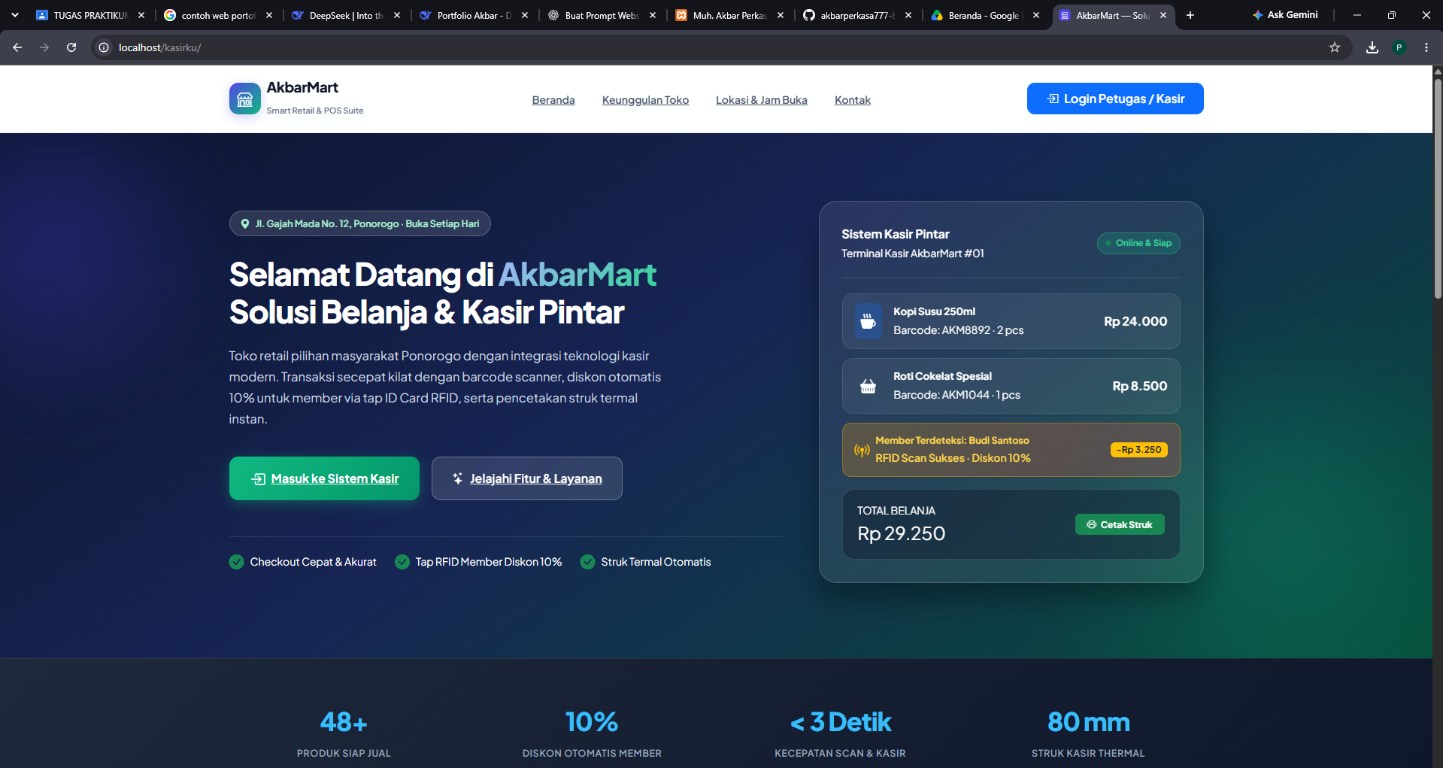 TUGAS PRAKTIKU
contoh web portof
DeepSeek | Into th
Portfolio Akbar - D
Buat Prompt Webs
Muh. Akbar Perkas
akbarperkasa777-
Beranda - Google
AkbarMart — Solu
Ask Gemini
localhost/kasirku/
P
AkbarMart
Smart Retail & POS Suite
Beranda
Keunggulan Toko
Lokasi & Jam Buka
Kontak
Login Petugas / Kasir
Jl. Gajah Mada No. 12, Ponorogo · Buka Setiap Hari
Selamat Datang di AkbarMart
Solusi Belanja & Kasir Pintar
Toko retail pilihan masyarakat Ponorogo dengan integrasi teknologi kasir
modern. Transaksi secepat kilat dengan barcode scanner, diskon otomatis
10% untuk member via tap ID Card RFID, serta pencetakan struk termal
instan.
Masuk ke Sistem Kasir
Jelajahi Fitur & Layanan
Checkout Cepat & Akurat
Tap RFID Member Diskon 10%
Struk Termal Otomatis
Sistem Kasir Pintar
Terminal Kasir AkbarMart #01
Online & Siap
Kopi Susu 250ml
Barcode: AKM8892 · 2 pcs
Rp 24.000
Roti Cokelat Spesial
Barcode: AKM1044 · 1 pcs
Rp 8.500
Member Terdeteksi: Budi Santoso
RFID Scan Sukses · Diskon 10%
-Rp 3.250
TOTAL BELANJA
Rp 29.250
Cetak Struk
48+
PRODUK SIAP JUAL
10%
DISKON OTOMATIS MEMBER
< 3 Detik
KECEPATAN SCAN & KASIR
80 mm
STRUK KASIR THERMAL